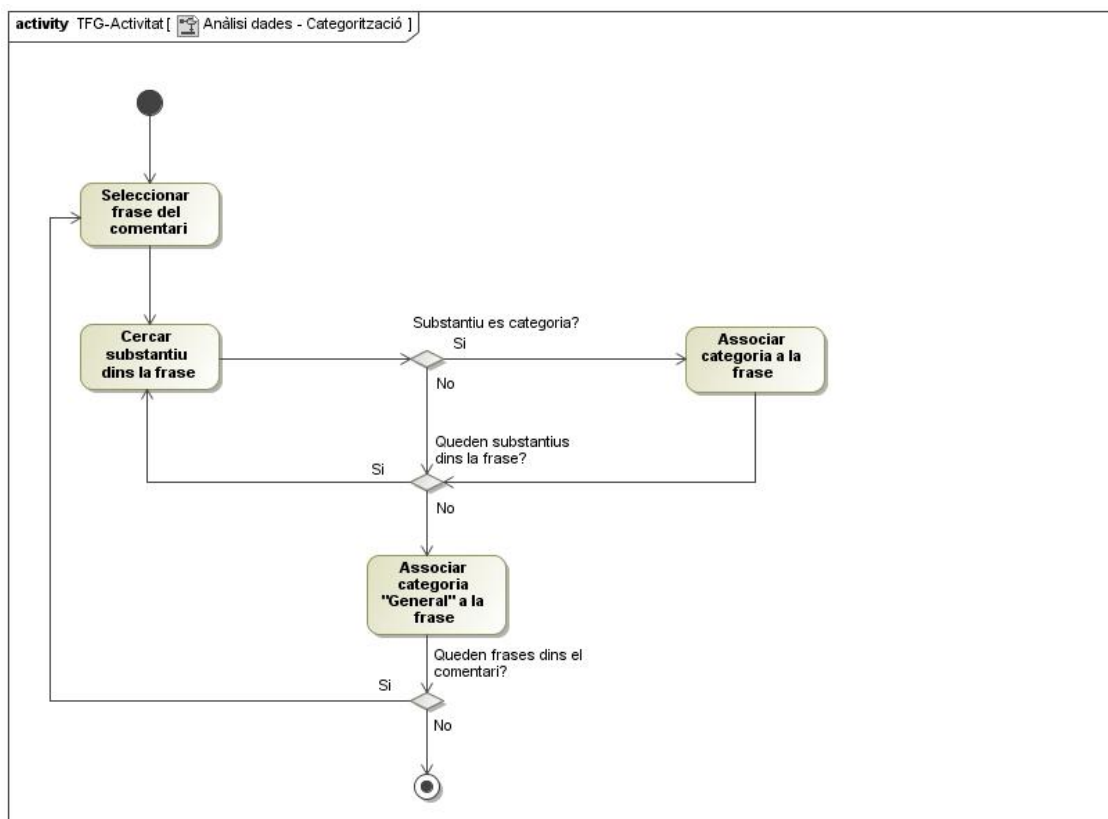 activity TFG-Activitat [ Anàlisi dades - Categorització ]
Seleccionar
frase del
comentari
Cercar
substantiu
dins la frase
Substantiu es categoria?
Si
No
Associar
categoria a la
frase
Queden substantius
dins la frase?
Si
No
Associar
categoria
"General" a la
frase
Queden frases dins el
comentari?
Si
No